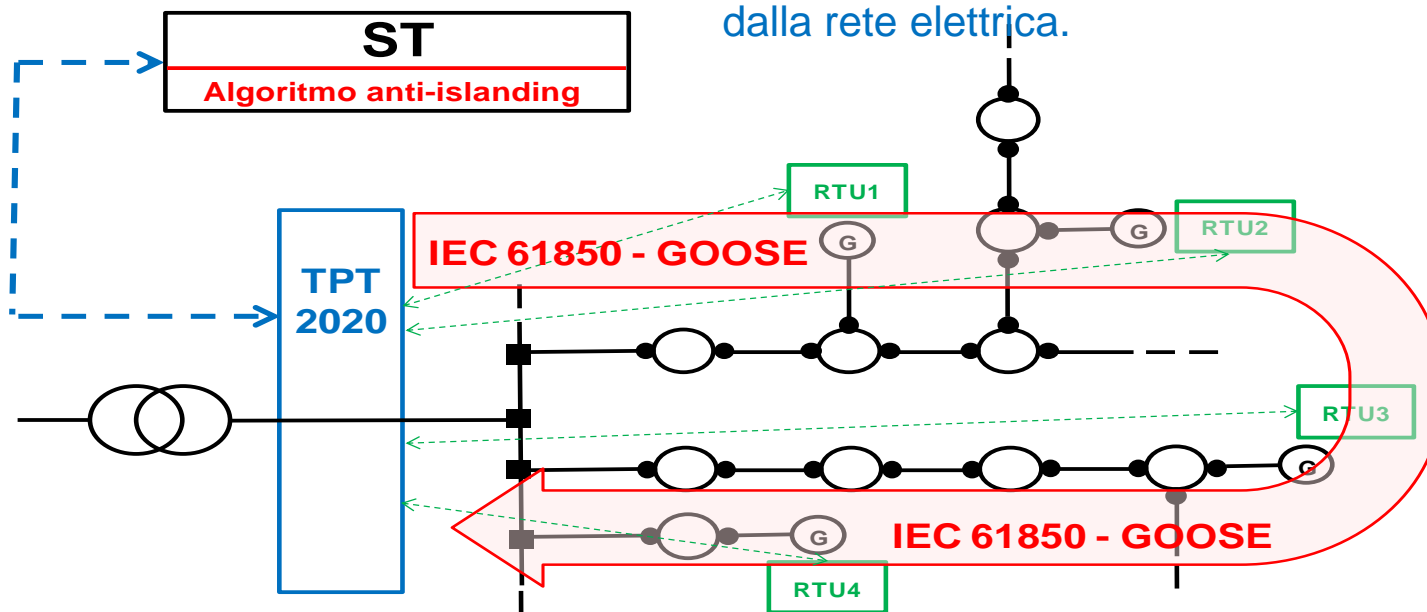 dalla rete elettrica.
ST
Algoritmo anti-islanding
RTU1
RTU2
G
G
IEC 61850 - GOOSE
TPT
2020
RTU3
G
G
IEC 61850 - GOOSE
RTU4